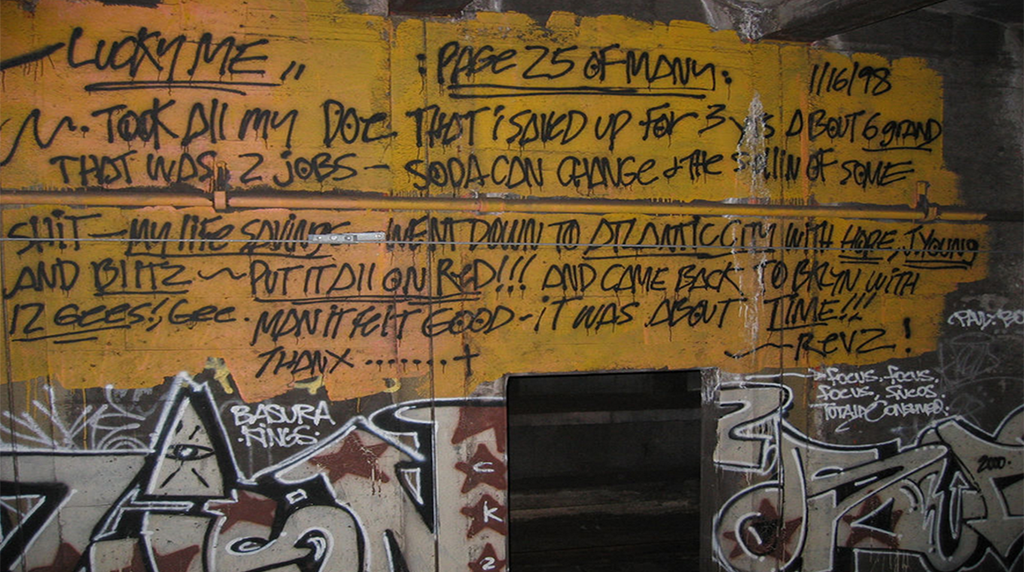 LUCKY ME ,, : PAGE 25 OF MANY : 1/16/98
~ . TOOK All MY DOE THAT i SAVED UP FOR 3 yrs ABOUT 6 grAND
THAT WAS 2 JOBS - SODA CAN CHANGE & tHE SELLIN OF SOME
SHIT - MY liFE SAVINGS WENT DOWN TO ATLANTIC CITY WITH HOPE, J.YOUNG
AND BLITZ ~ PUT IT All ON REd!!! AND CAME BACK TO BKLYN WITH
12 GEES!! GEE. MAN IT FElT GOOD - iT WAS ABOUT TIME!!!
THANX ........ + ~ REVZ !
BASURA
KINGS
FOCUS, FOCUS,
FOCUS, FUCOS.
TOTAlly CONSUMED.
C
K
2
2000